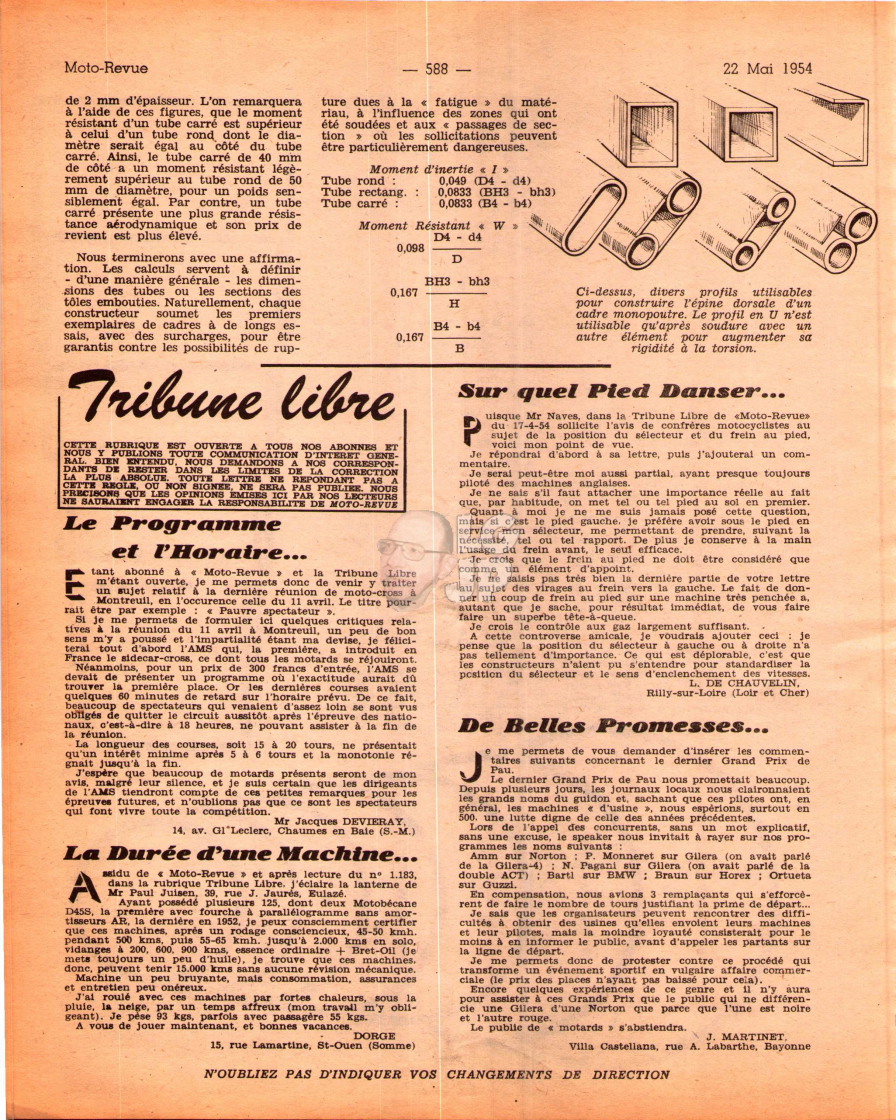 Moto-Revue
— 588 —
22 Mai 1954
de 2 mm d'épaisseur. L'on remarquera
à l'aide de ces figures, que le moment
résistant d'un tube carré est supérieur
à celui d'un tube rond dont le dia-
mètre serait égal au côté du tube
carré. Ainsi, le tube carré de 40 mm
de côté a un moment résistant légè-
rement supérieur au tube rond de 50
mm de diamètre, pour un poids sen-
siblement égal. Par contre, un tube
carré présente une plus grande résis-
tance aérodynamique et son prix de
revient est plus élevé.
Nous terminerons avec une affirma-
tion. Les calculs servent à définir
- d'une manière générale - les dimen-
sions des tubes ou les sections des
tôles embouties. Naturellement, chaque
constructeur soumet les premiers
exemplaires de cadres à de longs es-
sais, avec des surcharges, pour être
garantis contre les possibilités de rup-
ture dues à la « fatigue » du maté-
riau, à l'influence des zones qui ont
été soudées et aux « passages de sec-
tion » où les sollicitations peuvent
être particulièrement dangereuses.
Moment d'inertie « I »
Tube rond : 0,049 (D4 - d4)
Tube rectang. : 0,0833 (BH3 - bh3)
Tube carré : 0,0833 (B4 - b4)
Moment Résistant « W »
D4 - d4
0,098
D
BH3 - bh3
0,167
H
B4 - b4
0,167
B
Ci-dessus, divers profils utilisables
pour construire l'épine dorsale d'un
cadre monopoutre. Le profil en U n'est
utilisable qu'après soudure avec un
autre élément pour augmenter sa
rigidité à la torsion.
Tribune libre
CETTE RUBRIQUE EST OUVERTE A TOUS NOS ABONNES ET
NOUS Y PUBLIONS TOUTE COMMUNICATION D'INTERET GENE-
RAL. BIEN ENTENDU, NOUS DEMANDONS A NOS CORRESPON-
DANTS DE RESTER DANS LES LIMITES DE LA CORRECTION
LA PLUS ABSOLUE. TOUTE LETTRE NE REPONDANT PAS A
CETTE REGLE, OU NON SIGNEE, NE SERA PAS PUBLIEE. NOUS
PRECISONS QUE LES OPINIONS EMISES ICI PAR NOS LECTEURS
NE SAURAIENT ENGAGER LA RESPONSABILITE DE MOTO-REVUE
Le Programme
et l'Horaire...
Etant abonné à « Moto-Revue » et la Tribune Libre
m'étant ouverte, je me permets donc de venir y traiter
un sujet relatif à la dernière réunion de moto-cross à
Montreuil, en l'occurence celle du 11 avril. Le titre pour-
rait être par exemple : « Pauvre spectateur ».
Si je me permets de formuler ici quelques critiques rela-
tives à la réunion du 11 avril à Montreuil, un peu de bon
sens m'y a poussé et l'impartialité étant ma devise, je félici-
terai tout d'abord l'AMS qui, la première, a introduit en
France le sidecar-cross, ce dont tous les motards se réjouiront.
Néanmoins, pour un prix de 300 francs d'entrée, l'AMS se
devait de présenter un programme où l'exactitude aurait dû
trouver la première place. Or les dernières courses avaient
quelques 60 minutes de retard sur l'horaire prévu. De ce fait,
beaucoup de spectateurs qui venaient d'assez loin se sont vus
obligés de quitter le circuit aussitôt après l'épreuve des natio-
naux, c'est-à-dire à 18 heures, ne pouvant assister à la fin de
la réunion.
La longueur des courses, soit 15 à 20 tours, ne présentait
qu'un intérêt minime après 5 à 6 tours et la monotonie ré-
gnait jusqu'à la fin.
J'espère que beaucoup de motards présents seront de mon
avis, malgré leur silence, et je suis certain que les dirigeants
de l'AMS tiendront compte de ces petites remarques pour les
épreuves futures, et n'oublions pas que ce sont les spectateurs
qui font vivre toute la compétition.
Mr Jacques DEVIERAY,
14, av. Gl"Leclerc, Chaumes en Baie (S.-M.)
La Durée d'une Machine...
Assidu de « Moto-Revue » et après lecture du n° 1.183,
dans la rubrique Tribune Libre. j'éclaire la lanterne de
Mr Paul Juisen, 39, rue J. Jaurés, Eulazé.
Ayant possédé plusieurs 125, dont deux Motobécane
D45S, la première avec fourche à parallélogramme sans amor-
tisseurs AR, la dernière en 1952, je peux consciemment certifier
que ces machines, après un rodage consciencieux, 45-50 kmh.
pendant 500 kms, puis 55-65 kmh. jusqu'à 2.000 kms en solo,
vidanges à 200, 600, 900 kms, essence ordinaire + Bret-Oil (je
mets toujours un peu d'huile), je trouve que ces machines,
donc, peuvent tenir 15.000 kms sans aucune révision mécanique.
Machine un peu bruyante, mais consommation, assurances
et entretien peu onéreux.
J'ai roulé avec ces machines par fortes chaleurs, sous la
pluie, la neige, par un temps affreux (mon travail m'y obli-
geant). Je pèse 93 kgs, parfois avec passagère 55 kgs.
A vous de jouer maintenant, et bonnes vacances.
DORGE
15, rue Lamartine, St-Ouen (Somme)
Sur quel Pied Danser...
Puisque Mr Naves, dans la Tribune Libre de «Moto-Revue»
du 17-4-54 sollicite l'avis de confrères motocyclistes au
sujet de la position du sélecteur et du frein au pied,
voici mon point de vue.
Je répondrai d'abord à sa lettre, puis j'ajouterai un com-
mentaire.
Je serai peut-être moi aussi partial, ayant presque toujours
piloté des machines anglaises.
Je ne sais s'il faut attacher une importance réelle au fait
que, par habitude, on met tel ou tel pied au sol en premier.
Quant à moi je ne me suis jamais posé cette question,
mais si c'est le pied gauche. je préfère avoir sous le pied en
service mon sélecteur, me permettant de prendre, suivant la
nécessité, tel ou tel rapport. De plus je conserve à la main
l'usage du frein avant, le seul efficace.
Je crois que le frein au pied ne doit être considéré que
comme un élément d'appoint.
Je ne saisis pas très bien la dernière partie de votre lettre
au sujet des virages au frein vers la gauche. Le fait de don-
ner un coup de frein au pied sur une machine très penchée a,
autant que je sache, pour résultat immédiat, de vous faire
faire un superbe tête-à-queue.
Je crois le contrôle aux gaz largement suffisant.
A cette controverse amicale, je voudrais ajouter ceci : je
pense que la position du sélecteur à gauche ou à droite n'a
pas tellement d'importance. Ce qui est déplorable, c'est que
les constructeurs n'aient pu s'entendre pour standardiser la
position du sélecteur et le sens d'enclenchement des vitesses.
L. DE CHAUVELIN,
Rilly-sur-Loire (Loir et Cher)
De Belles Promesses...
Je me permets de vous demander d'insérer les commen-
taires suivants concernant le dernier Grand Prix de
Pau.
Le dernier Grand Prix de Pau nous promettait beaucoup.
Depuis plusieurs jours, les journaux locaux nous claironnaient
les grands noms du guidon et, sachant que ces pilotes ont, en
général, les machines « d'usine », nous espérions, surtout en
500, une lutte digne de celle des années précédentes.
Lors de l'appel des concurrents, sans un mot explicatif,
sans une excuse, le speaker nous invitait à rayer sur nos pro-
grammes les noms suivants :
Amm sur Norton ; P. Monneret sur Gilera (on avait parlé
de la Gilera-4) ; N. Pagani sur Gilera (on avait parlé de la
double ACT) ; Bartl sur BMW ; Braun sur Horex ; Ortueta
sur Guzzi.
En compensation, nous avions 3 remplaçants qui s'efforcè-
rent de faire le nombre de tours justifiant la prime de départ...
Je sais que les organisateurs peuvent rencontrer des diffi-
cultés à obtenir des usines qu'elles envoient leurs machines
et leur pilotes, mais la moindre loyauté consisterait pour le
moins à en informer le public, avant d'appeler les partants sur
la ligne de départ.
Je me permets donc de protester contre ce procédé qui
transforme un événement sportif en vulgaire affaire commer-
ciale (le prix des places n'ayant pas baissé pour cela).
Encore quelques expériences de ce genre et il n'y aura
pour assister à ces Grands Prix que le public qui ne différen-
cie une Gilera d'une Norton que parce que l'une est noire
et l'autre rouge.
Le public de « motards » s'abstiendra.
J. MARTINET,
Villa Castellana, rue A. Labarthe, Bayonne
N'OUBLIEZ PAS D'INDIQUER VOS CHANGEMENTS DE DIRECTION